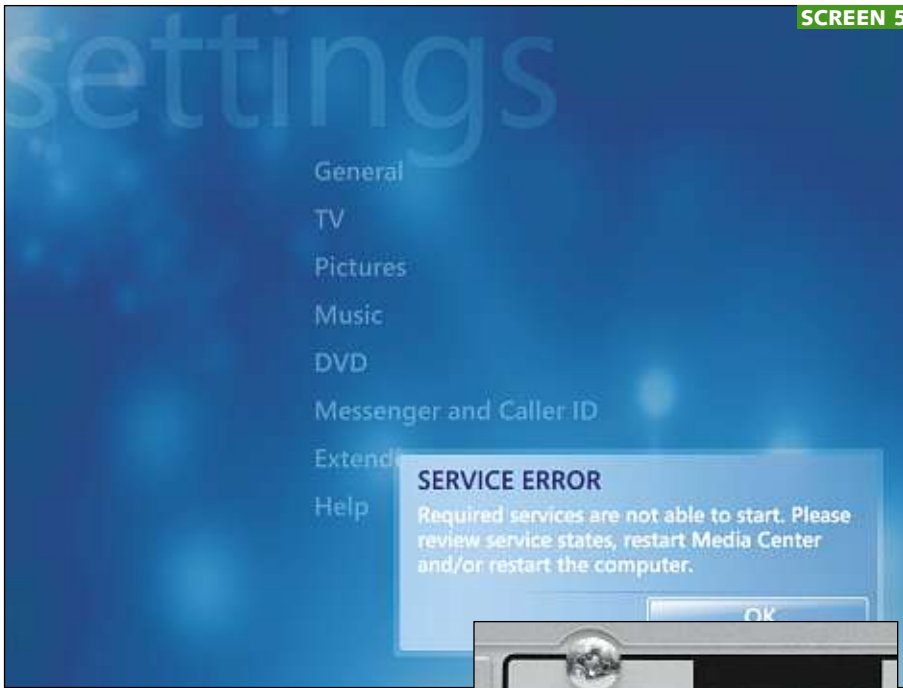 SCREEN 5
settings
General
TV
Pictures
Music
DVD
Messenger and Caller ID
Help
SERVICE ERROR
Required services are not able to start. Please
review service states, restart Media Center
and/or restart the computer.
OK